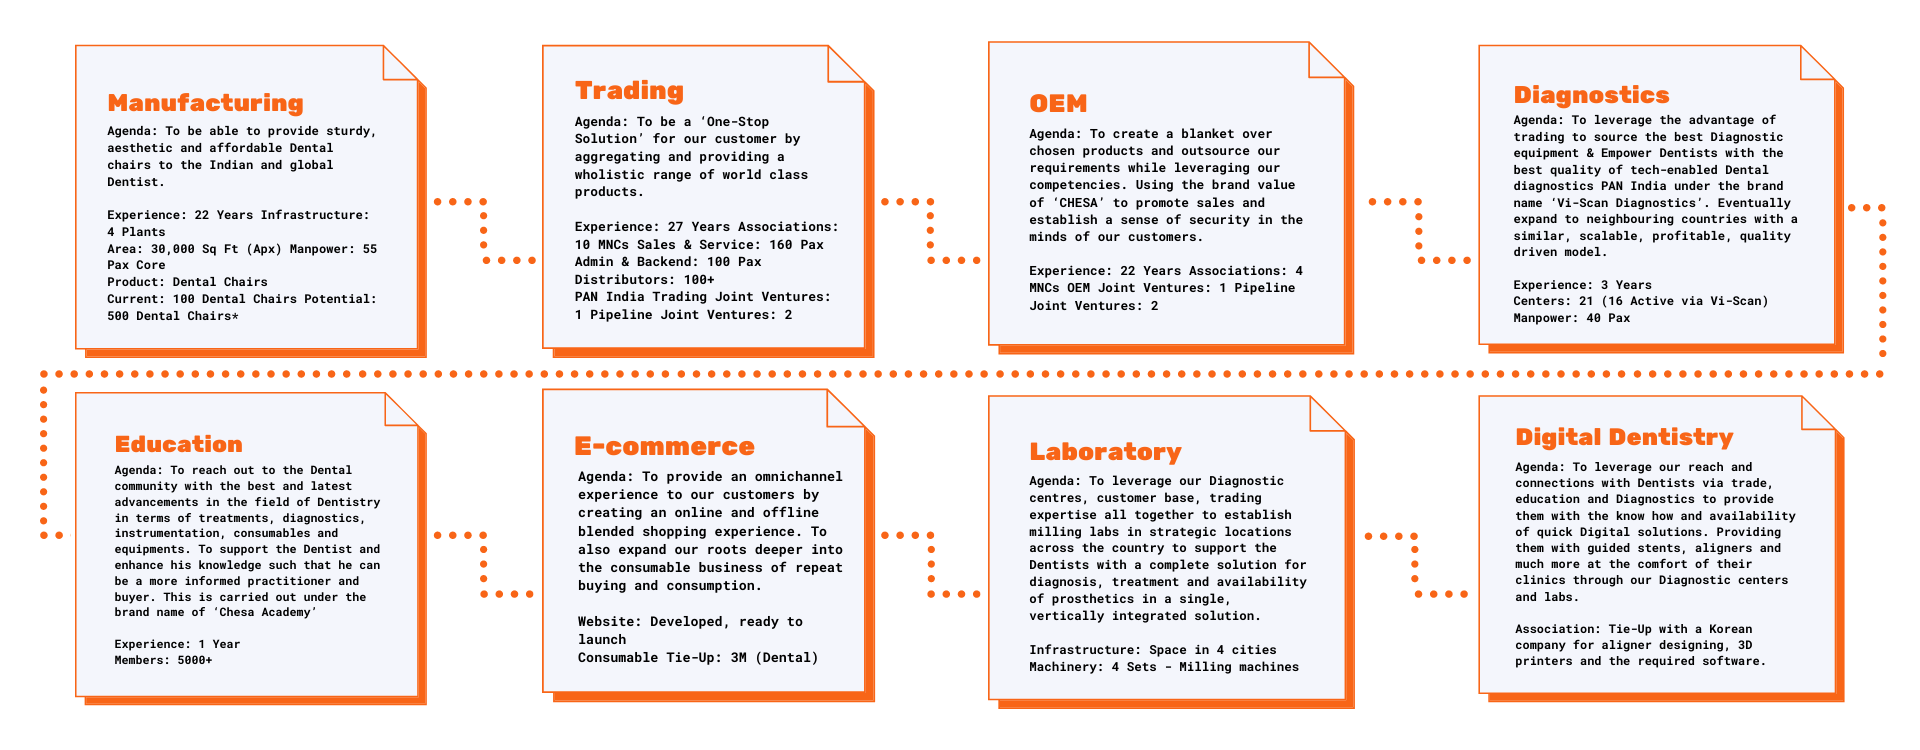 Manufacturing
Agenda: To be able to provide sturdy,
aesthetic and affordable Dental
chairs to the Indian and global
Dentist.
Experience: 22 Years Infrastructure:
4 Plants
Area: 30,000 Sq Ft (Apx) Manpower: 55
Pax Core
Product: Dental Chairs
Current: 100 Dental Chairs Potential:
500 Dental Chairs*
Trading
Agenda: To be a ‘One-Stop
Solution’ for our customer by
aggregating and providing a
wholistic range of world class
products.
Experience: 27 Years Associations:
10 MNCs Sales & Service: 160 Pax
Admin & Backend: 100 Pax
Distributors: 100+
PAN India Trading Joint Ventures:
1 Pipeline Joint Ventures: 2
OEM
Agenda: To create a blanket over
chosen products and outsource our
requirements while leveraging our
competencies. Using the brand value
of ‘CHESA’ to promote sales and
establish a sense of security in the
minds of our customers.
Experience: 22 Years Associations: 4
MNCs OEM Joint Ventures: 1 Pipeline
Joint Ventures: 2
Diagnostics
Agenda: To leverage the advantage of
trading to source the best Diagnostic
equipment & Empower Dentists with the
best quality of tech-enabled Dental
diagnostics PAN India under the brand
name ‘Vi-Scan Diagnostics’. Eventually
expand to neighbouring countries with a
similar, scalable, profitable, quality
driven model.
Experience: 3 Years
Centers: 21 (16 Active via Vi-Scan)
Manpower: 40 Pax
Education
Agenda: To reach out to the Dental
community with the best and latest
advancements in the field of Dentistry
in terms of treatments, diagnostics,
instrumentation, consumables and
equipments. To support the Dentist and
enhance his knowledge such that he can
be a more informed practitioner and
buyer. This is carried out under the
brand name of ‘Chesa Academy’
Experience: 1 Year
Members: 5000+
E-commerce
Agenda: To provide an omnichannel
experience to our customers by
creating an online and offline
blended shopping experience. To
also expand our roots deeper into
the consumable business of repeat
buying and consumption.
Website: Developed, ready to
launch
Consumable Tie-Up: 3M (Dental)
Laboratory
Agenda: To leverage our Diagnostic
centres, customer base, trading
expertise all together to establish
milling labs in strategic locations
across the country to support the
Dentists with a complete solution for
diagnosis, treatment and availability
of prosthetics in a single,
vertically integrated solution.
Infrastructure: Space in 4 cities
Machinery: 4 Sets - Milling machines
Digital Dentistry
Agenda: To leverage our reach and
connections with Dentists via trade,
education and Diagnostics to provide
them with the know how and availability
of quick Digital solutions. Providing
them with guided stents, aligners and
much more at the comfort of their
clinics through our Diagnostic centers
and labs.
Association: Tie-Up with a Korean
company for aligner designing, 3D
printers and the required software.